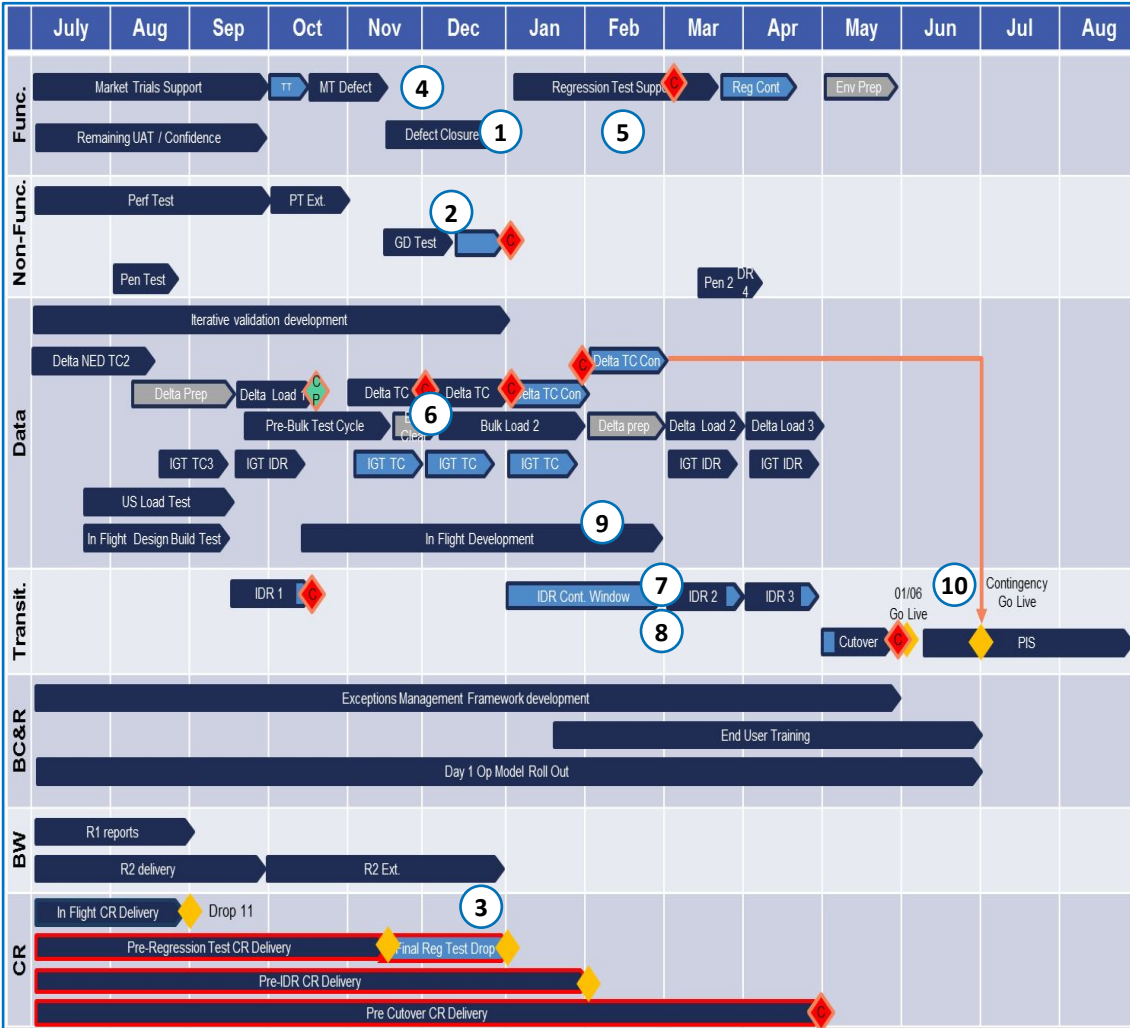 July Aug Sep Oct Nov Dec Jan Feb Mar Apr May Jun Jul Aug
Func.
Market Trials Support
TT
MT Defect
4
Regression Test Supp
C
Reg Cont
Env Prep
Remaining UAT / Confidence
Defect Closure
1
5
Non-Func.
Perf Test
PT Ext.
2
GD Test
C
Pen Test
Pen 2
DR
4
Data
Iterative validation development
Delta NED TC2
C
Delta TC Con
Delta Prep
Delta Load 1
C
P
Delta TC
C
Delta TC
C
Delta TC Con
Pre-Bulk Test Cycle
Clear
6
Bulk Load 2
Delta prep
Delta Load 2
Delta Load 3
IGT TC3
IGT IDR
IGT TC
IGT TC
IGT TC
IGT IDR
IGT IDR
US Load Test
In Flight Design Build Test
In Flight Development
9
Transit.
IDR 1
C
IDR Cont. Window
7
8
IDR 2
IDR 3
01/06
Go Live
10
Contingency
Go Live
Cutover
C
PIS
BC&R
Exceptions Management Framework development
End User Training
Day 1 Op Model Roll Out
BW
R1 reports
R2 delivery
R2 Ext.
CR
In Flight CR Delivery
Drop 11
3
Pre-Regression Test CR Delivery
Final Reg Test Drop
Pre-IDR CR Delivery
Pre Cutover CR Delivery
C